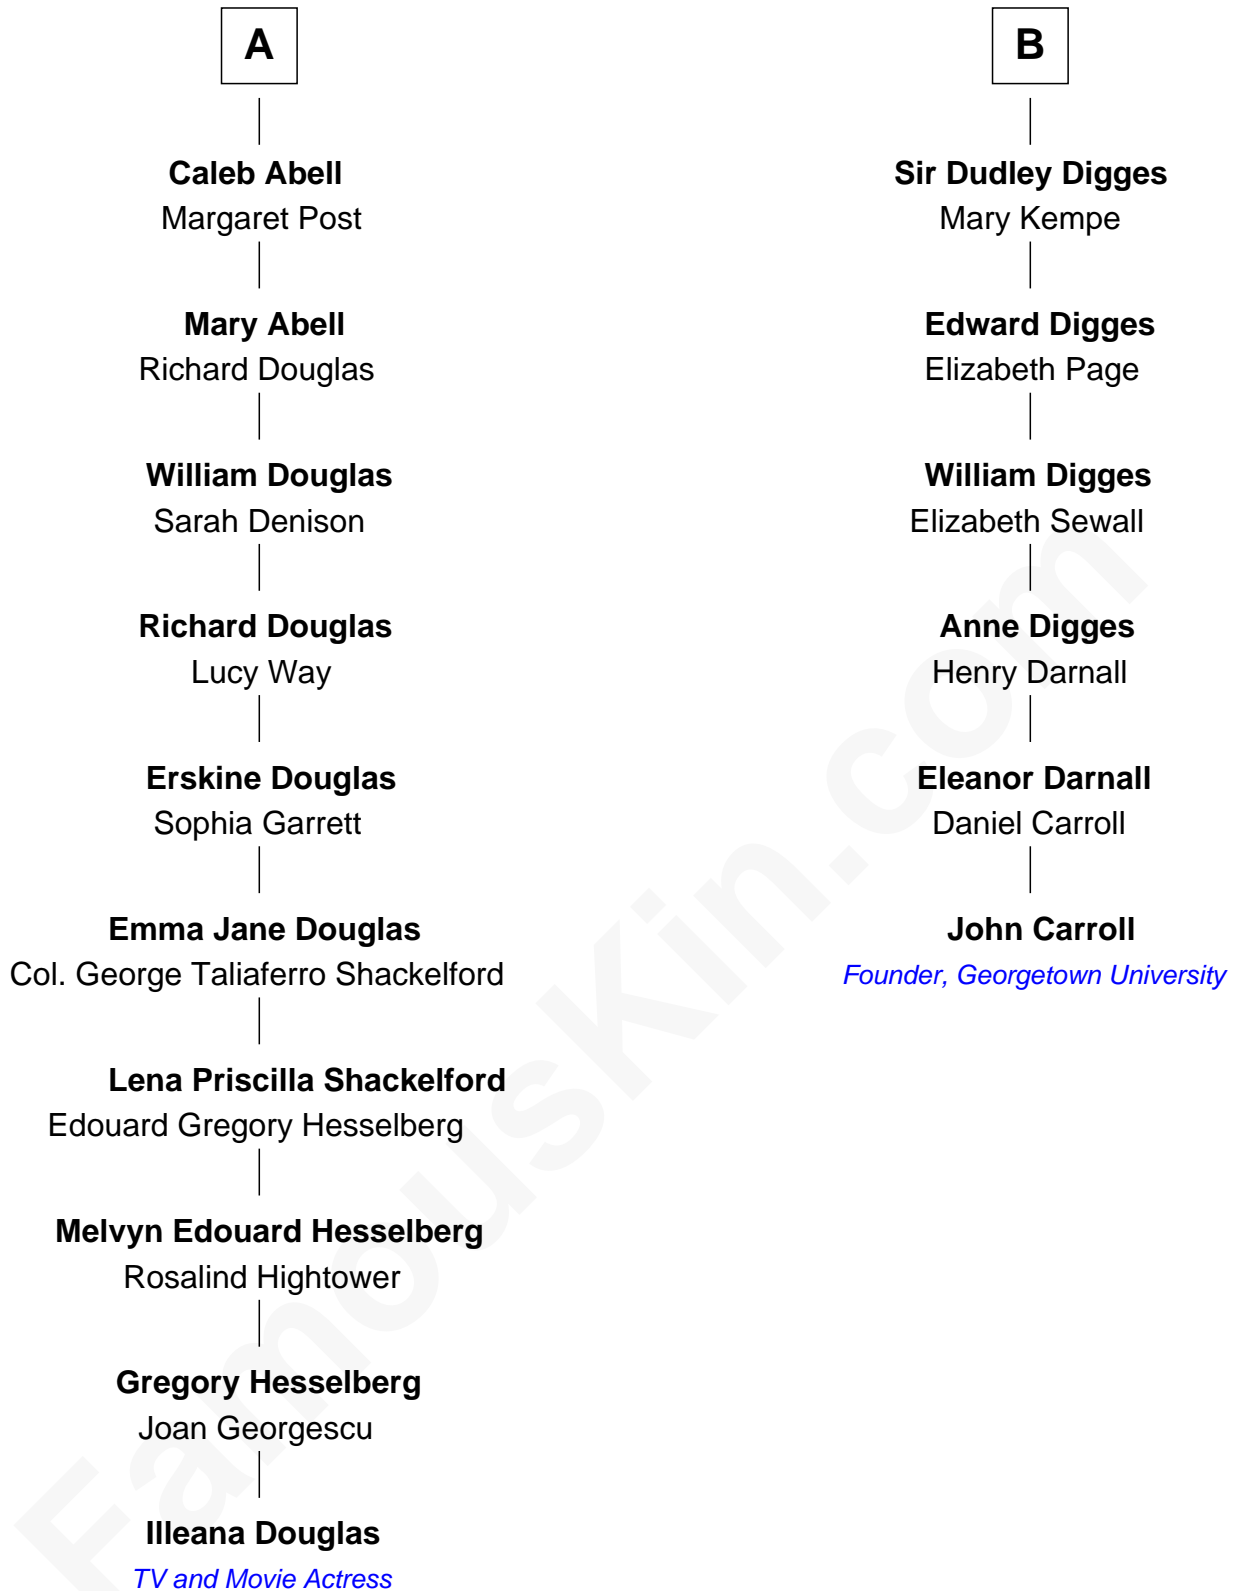 A
Caleb Abell
Margaret Post
Mary Abell
Richard Douglas
William Douglas
Sarah Denison
Richard Douglas
Lucy Way
Erskine Douglas
Sophia Garrett
Emma Jane Douglas
Col. George Taliaferro Shackelford
Lena Priscilla Shackelford
Edouard Gregory Hesselberg
Melvyn Edouard Hesselberg
Rosalind Hightower
Gregory Hesselberg
Joan Georgescu
Illeana Douglas
TV and Movie Actress
B
Sir Dudley Digges
Mary Kempe
Edward Digges
Elizabeth Page
William Digges
Elizabeth Sewall
Anne Digges
Henry Darnall
Eleanor Darnall
Daniel Carroll
John Carroll
Founder, Georgetown University
FamousKin.com